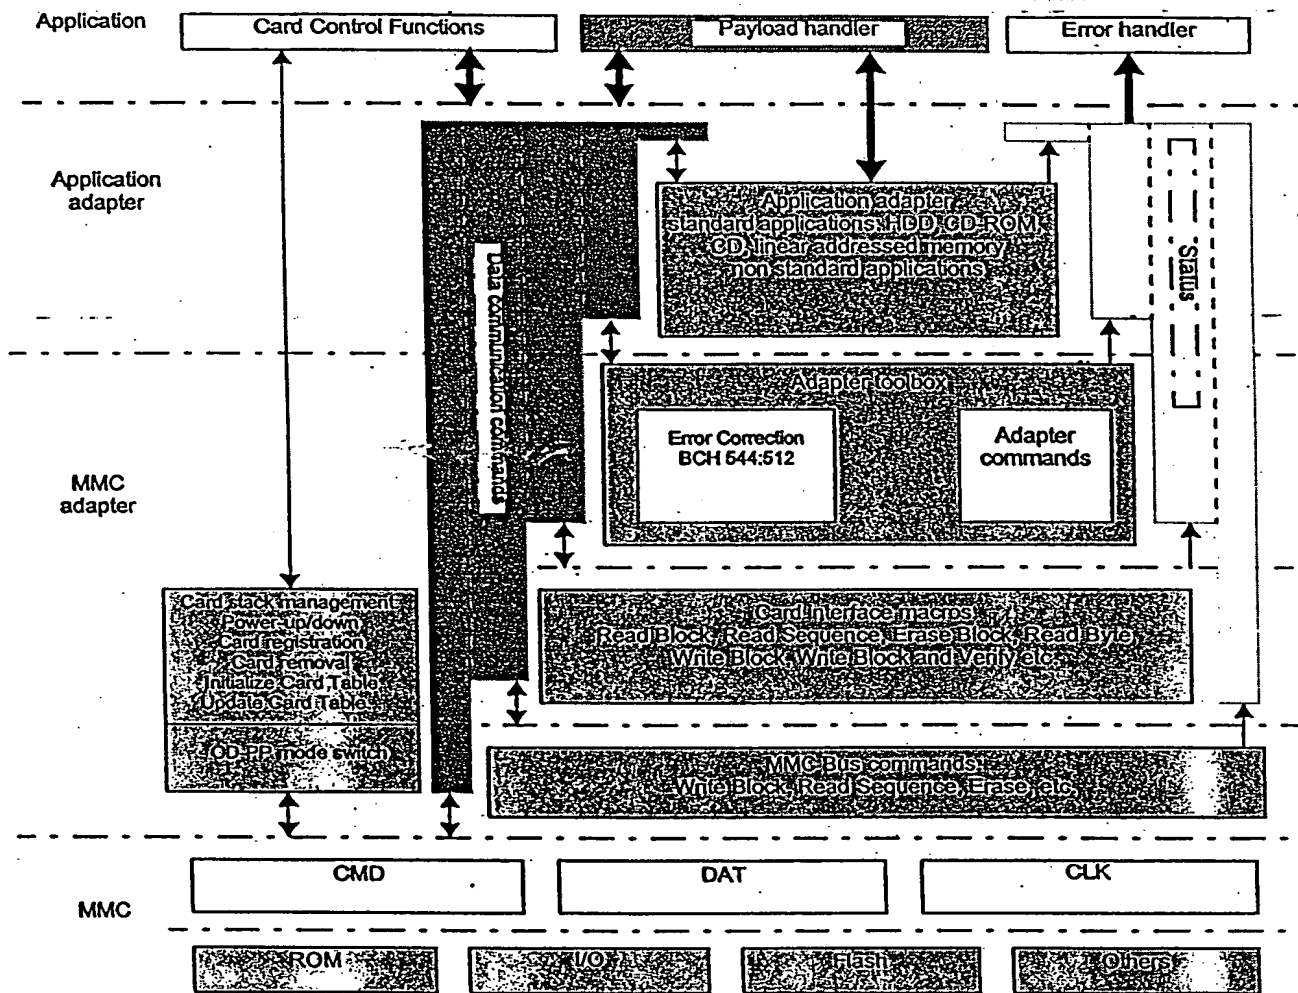 Application
Card Control Functions
Payload handler
Error handler
Application
adapter
Application adapter
standard applications: HDD, CD-ROM,
CD, linear addressed memory
non standard applications
Data communication commands
Status
MMC
adapter
Adapter toolbox
Error Correction
BCH 544:512
Adapter
commands
Card stack management
Power-up/down
Card registration
Card removal
Initialize Card Table
Update Card Table
OD-PP mode switch
Card interface macros
Read Block, Read Sequence, Erase Block, Read Byte,
Write Block, Write Block and Verify etc.
MMC Bus commands:
Write Block, Read Sequence, Erase, etc.
MMC
CMD
DAT
CLK
ROM
I/O
Flash
Others